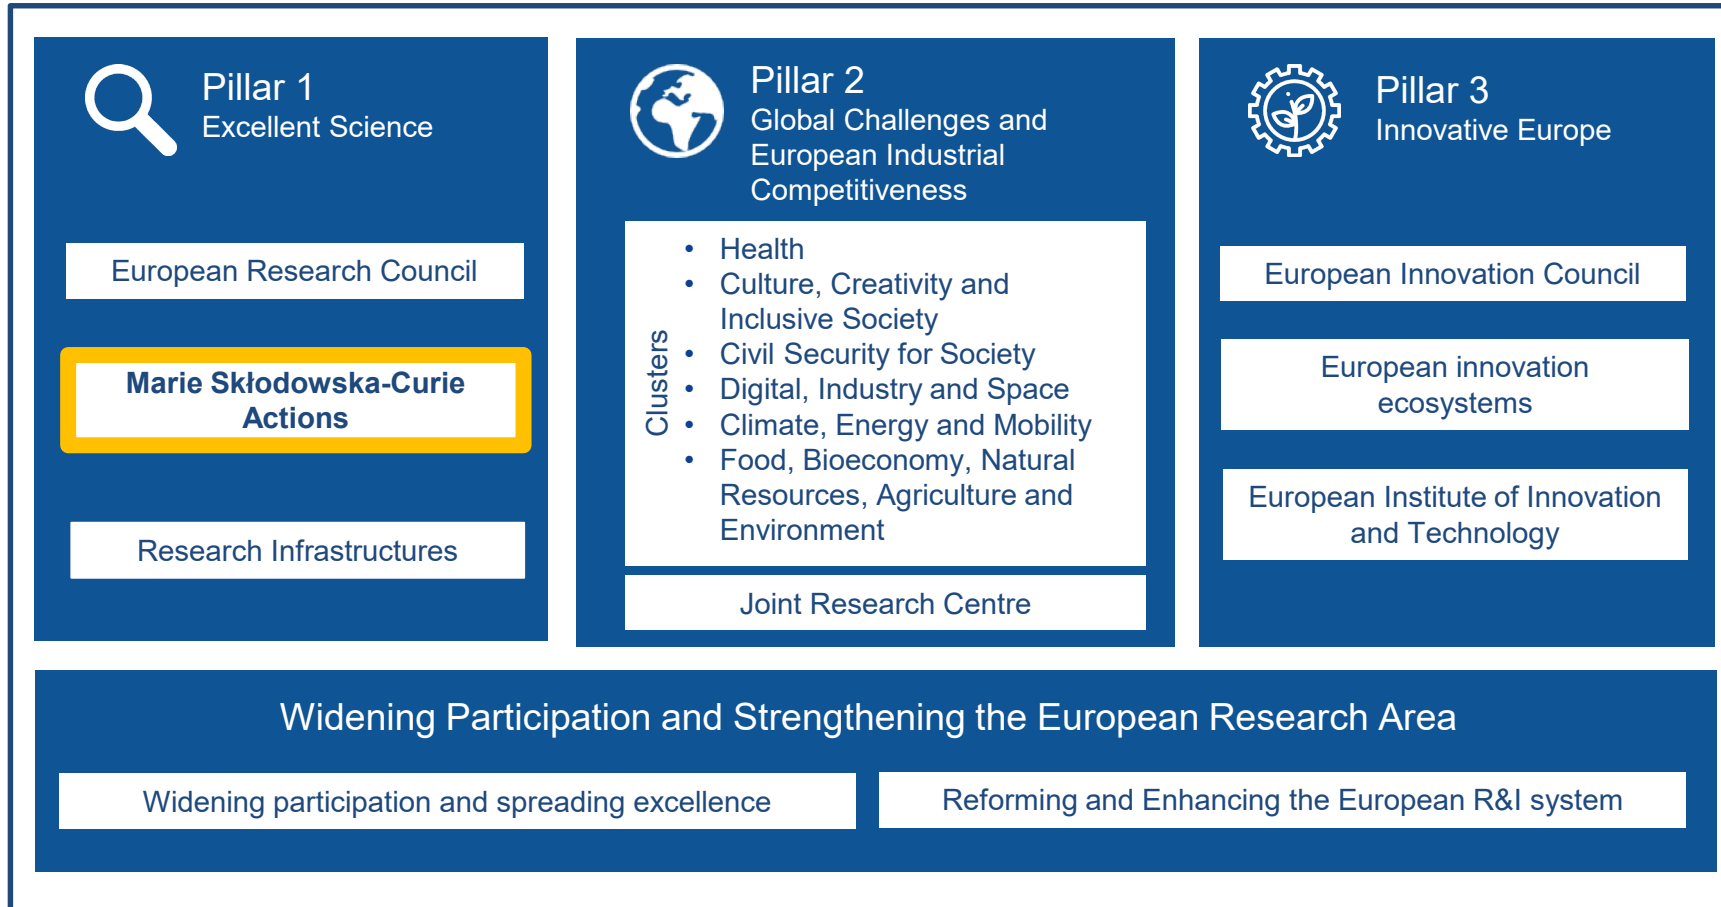 Pillar 1
Excellent Science
European Research Council
Marie Skłodowska-Curie
Actions
Research Infrastructures
Pillar 2
Global Challenges and
European Industrial
Competitiveness
Clusters
• Health
• Culture, Creativity and
Inclusive Society
• Civil Security for Society
• Digital, Industry and Space
• Climate, Energy and Mobility
• Food, Bioeconomy, Natural
Resources, Agriculture and
Environment
Joint Research Centre
Pillar 3
Innovative Europe
European Innovation Council
European innovation
ecosystems
European Institute of Innovation
and Technology
Widening Participation and Strengthening the European Research Area
Widening participation and spreading excellence
Reforming and Enhancing the European R&I system